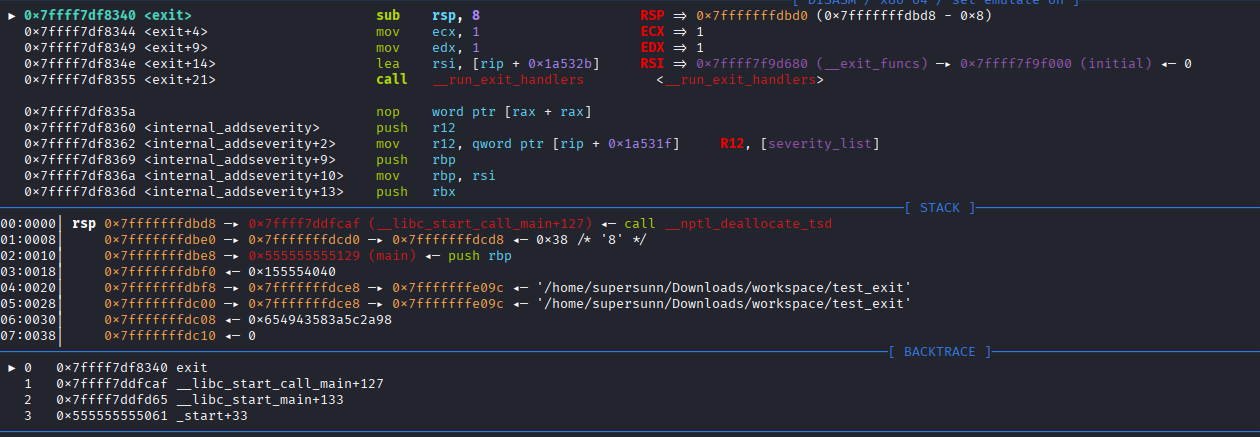 [ DISASM / x86-64 / set emulate on ]
► 0x7ffff7df8340 <exit> sub rsp, 8 RSP => 0x7fffffffdbd0 (0x7fffffffdbd8 - 0x8)
0x7ffff7df8344 <exit+4> mov ecx, 1 ECX => 1
0x7ffff7df8349 <exit+9> mov edx, 1 EDX => 1
0x7ffff7df834e <exit+14> lea rsi, [rip + 0x1a532b] RSI => 0x7ffff7f9d680 (__exit_funcs) —▸ 0x7ffff7f9f000 (initial) ◂— 0
0x7ffff7df8355 <exit+21> call __run_exit_handlers <__run_exit_handlers>
0x7ffff7df835a nop word ptr [rax + rax]
0x7ffff7df8360 <internal_addseverity> push r12
0x7ffff7df8362 <internal_addseverity+2> mov r12, qword ptr [rip + 0x1a531f] R12, [severity_list]
0x7ffff7df8369 <internal_addseverity+9> push rbp
0x7ffff7df836a <internal_addseverity+10> mov rbp, rsi
0x7ffff7df836d <internal_addseverity+13> push rbx
[ STACK ]
00:0000│ rsp 0x7fffffffdbd8 —▸ 0x7ffff7ddfcaf (__libc_start_call_main+127) ◂— call __nptl_deallocate_tsd
01:0008│ 0x7fffffffdbe0 —▸ 0x7fffffffdcd0 —▸ 0x7fffffffdcd8 ◂— 0x38 /* '8' */
02:0010│ 0x7fffffffdbe8 —▸ 0x555555555129 (main) ◂— push rbp
03:0018│ 0x7fffffffdbf0 ◂— 0x155554040
04:0020│ 0x7fffffffdbf8 —▸ 0x7fffffffdce8 —▸ 0x7fffffffe09c ◂— '/home/supersunn/Downloads/workspace/test_exit'
05:0028│ 0x7fffffffdc00 —▸ 0x7fffffffdce8 —▸ 0x7fffffffe09c ◂— '/home/supersunn/Downloads/workspace/test_exit'
06:0030│ 0x7fffffffdc08 ◂— 0x654943583a5c2a98
07:0038│ 0x7fffffffdc10 ◂— 0
[ BACKTRACE ]
► 0 0x7ffff7df8340 exit
1 0x7ffff7ddfcaf __libc_start_call_main+127
2 0x7ffff7ddfd65 __libc_start_main+133
3 0x555555555061 _start+33